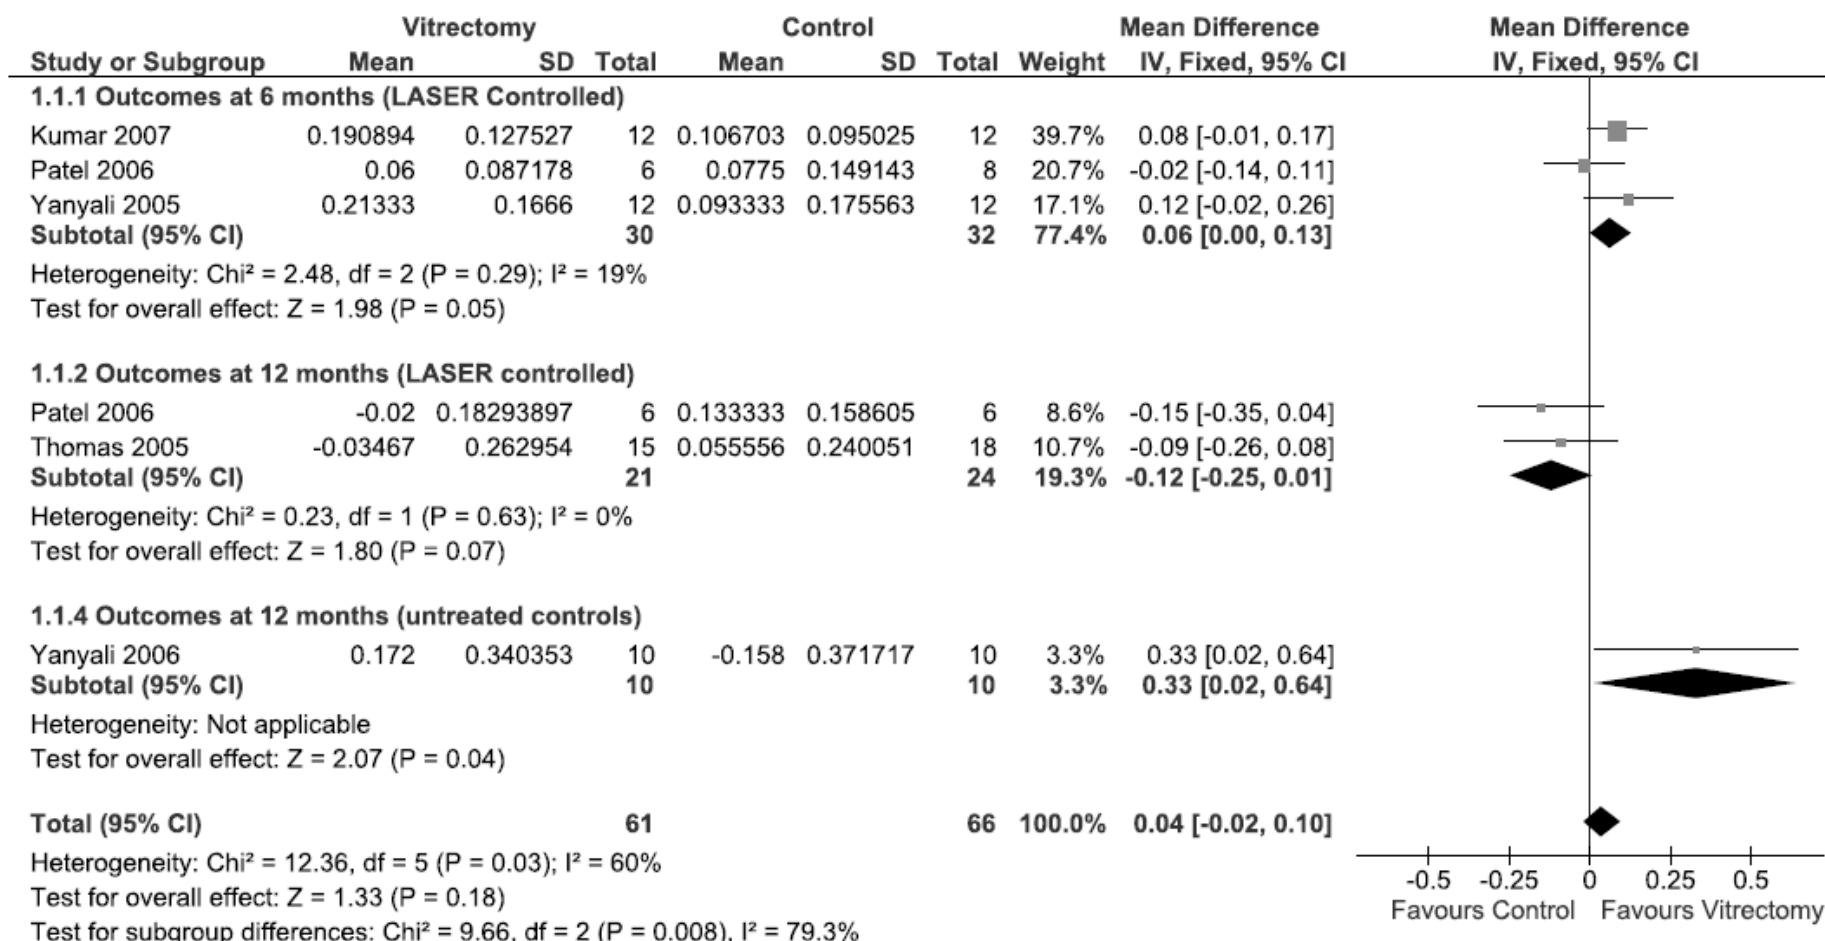 Vitrectomy Control Mean Difference Mean Difference
Study or Subgroup Mean SD Total Mean SD Total Weight IV, Fixed, 95% CI IV, Fixed, 95% CI
1.1.1 Outcomes at 6 months (LASER Controlled)
Kumar 2007 0.190894 0.127527 12 0.106703 0.095025 12 39.7% 0.08 [-0.01, 0.17]
Patel 2006 0.06 0.087178 6 0.0775 0.149143 8 20.7% -0.02 [-0.14, 0.11]
Yanyali 2005 0.21333 0.1666 12 0.093333 0.175563 12 17.1% 0.12 [-0.02, 0.26]
Subtotal (95% CI) 30 32 77.4% 0.06 [0.00, 0.13]
Heterogeneity: Chi² = 2.48, df = 2 (P = 0.29); I² = 19%
Test for overall effect: Z = 1.98 (P = 0.05)
1.1.2 Outcomes at 12 months (LASER controlled)
Patel 2006 -0.02 0.18293897 6 0.133333 0.158605 6 8.6% -0.15 [-0.35, 0.04]
Thomas 2005 -0.03467 0.262954 15 0.055556 0.240051 18 10.7% -0.09 [-0.26, 0.08]
Subtotal (95% CI) 21 24 19.3% -0.12 [-0.25, 0.01]
Heterogeneity: Chi² = 0.23, df = 1 (P = 0.63); I² = 0%
Test for overall effect: Z = 1.80 (P = 0.07)
1.1.4 Outcomes at 12 months (untreated controls)
Yanyali 2006 0.172 0.340353 10 -0.158 0.371717 10 3.3% 0.33 [0.02, 0.64]
Subtotal (95% CI) 10 10 3.3% 0.33 [0.02, 0.64]
Heterogeneity: Not applicable
Test for overall effect: Z = 2.07 (P = 0.04)
Total (95% CI) 61 66 100.0% 0.04 [-0.02, 0.10]
Heterogeneity: Chi² = 12.36, df = 5 (P = 0.03); I² = 60%
Test for overall effect: Z = 1.33 (P = 0.18)
Test for subgroup differences: Chi² = 9.66, df = 2 (P = 0.008), I² = 79.3%
-0.5 -0.25 0 0.25 0.5
Favours Control Favours Vitrectomy